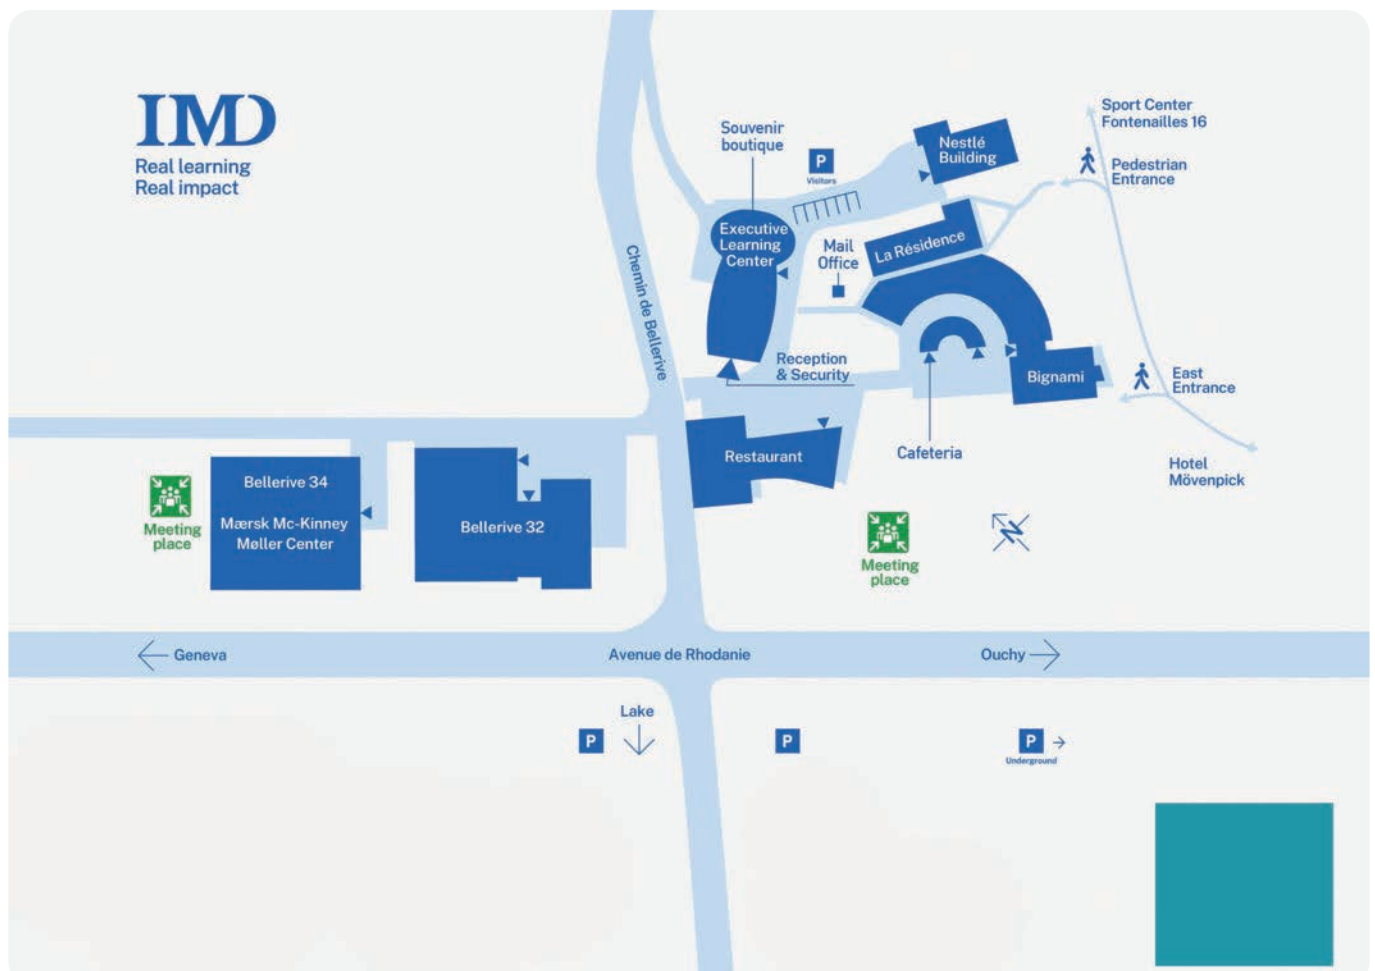 IMD
Real learning
Real impact
Sport Center
Fontenailles 16
Souvenir
boutique
P
Visitors
Nestlé
Building
Pedestrian
Entrance
Executive
Learning
Center
Mail
Office
La Résidence
Chemin de Bellerive
Reception
& Security
Bignami
East
Entrance
Cafeteria
Restaurant
Hotel
Mövenpick
Bellerive 34
Mærsk Mc-Kinney
Møller Center
Bellerive 32
Meeting
place
N
Meeting
place
Geneva
Avenue de Rhodanie
Ouchy
Lake
P
P
P
Underground